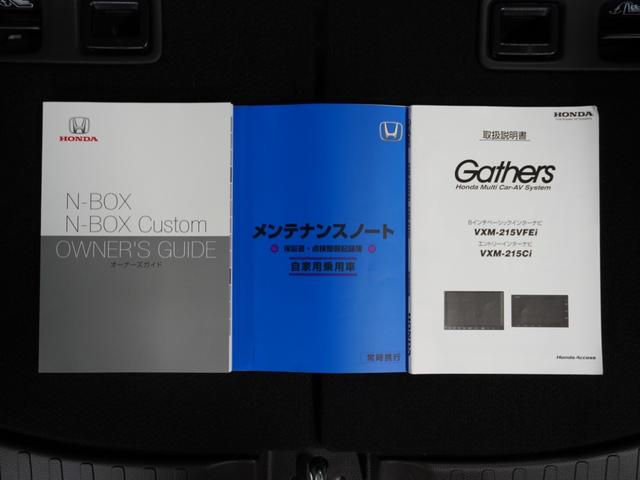 HONDA
N-BOX
N-BOX Custom
OWNER'S GUIDE
オーナーズガイド
メンテナンスノート
保証書・点検整備記録簿
自家用乗用車
常時携行
HONDA
HONDA
取扱説明書
Gathers
Honda Multi Car-AV System
8インチベーシックインターナビ
VXM-215VFEi
エントリーインターナビ
VXM-215Ci
Honda Access